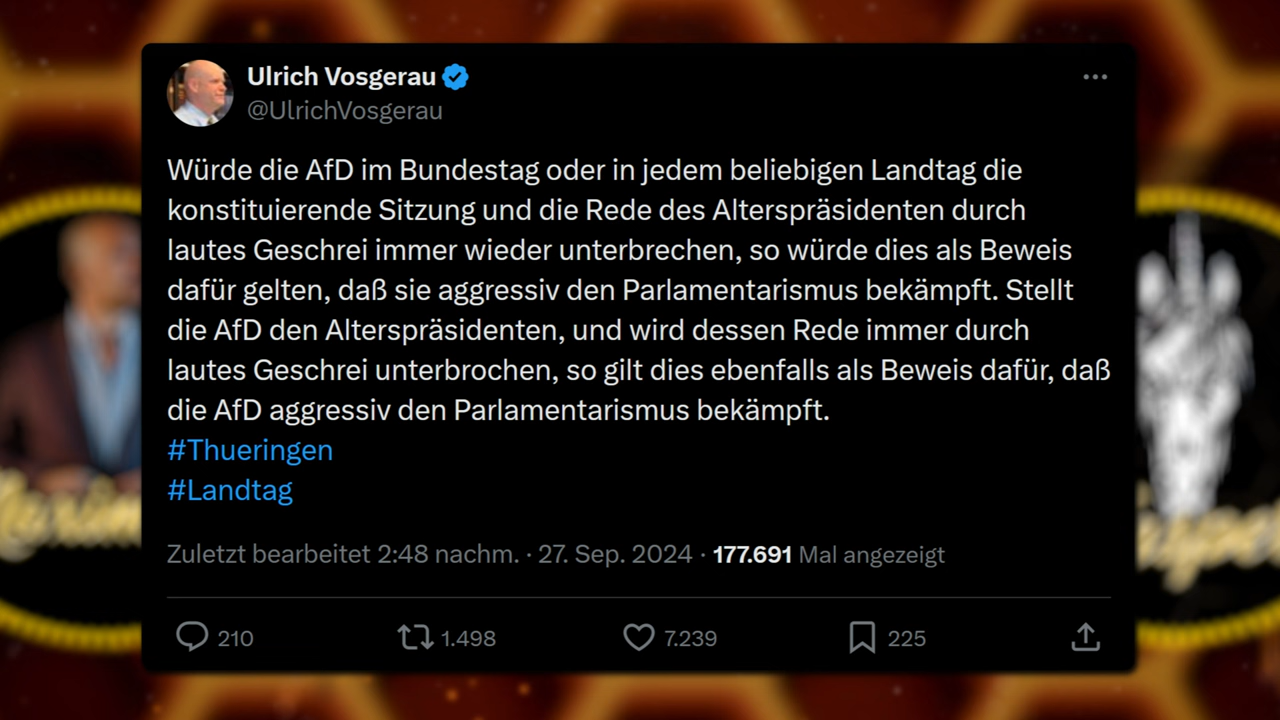 Ulrich Vosgerau
@UlrichVosgerau
Würde die AfD im Bundestag oder in jedem beliebigen Landtag die
konstituierende Sitzung und die Rede des Alterspräsidenten durch
lautes Geschrei immer wieder unterbrechen, so würde dies als Beweis
dafür gelten, daß sie aggressiv den Parlamentarismus bekämpft. Stellt
die AfD den Alterspräsidenten, und wird dessen Rede immer durch
lautes Geschrei unterbrochen, so gilt dies ebenfalls als Beweis dafür, daß
die AfD aggressiv den Parlamentarismus bekämpft.
#Thueringen
#Landtag
Zuletzt bearbeitet 2:48 nachm. · 27. Sep. 2024 · 177.691 Mal angezeigt
210 1.498 7.239 225